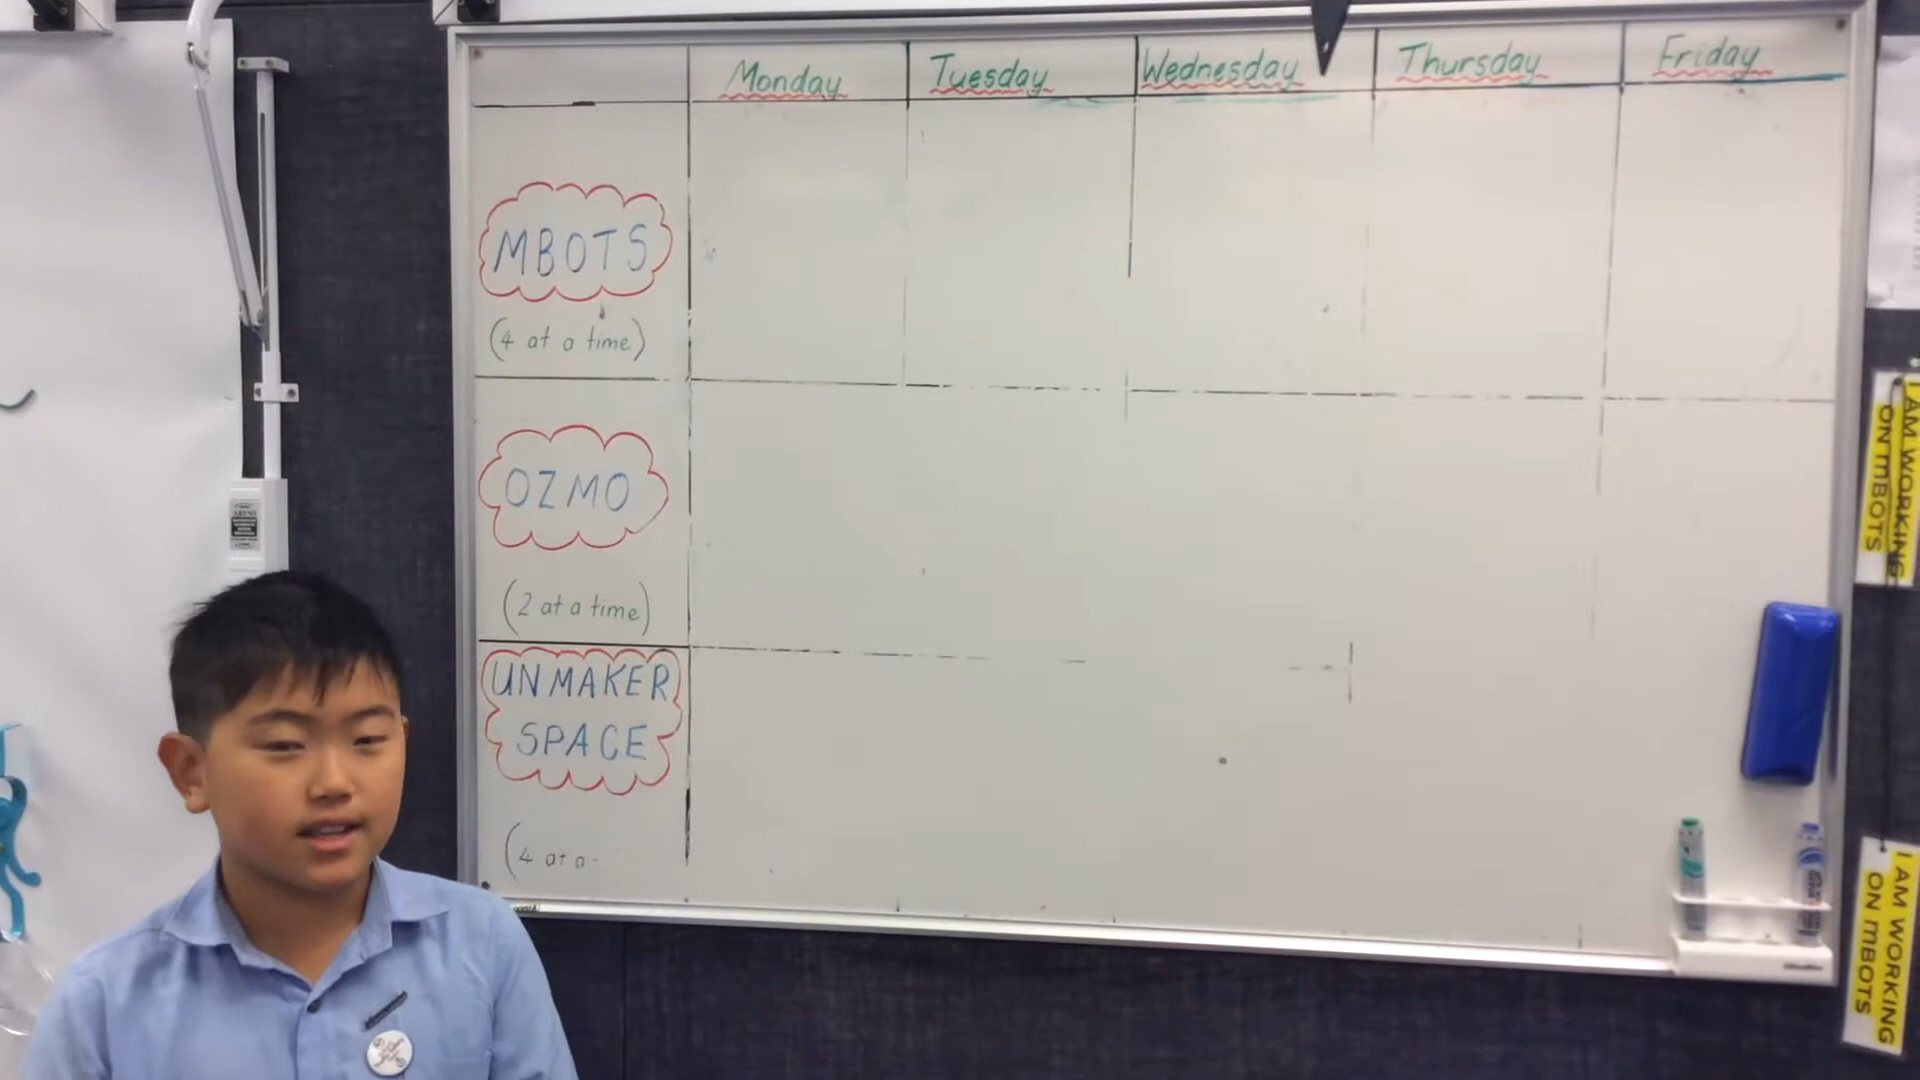 Monday Tuesday Wednesday Thursday Friday
MBOTS
(4 at a time)
OZMO
(2 at a time)
UNMAKER
SPACE
(4 at a
I AM WORKING
ON MBOTS
I AM WORKING
ON MBOTS